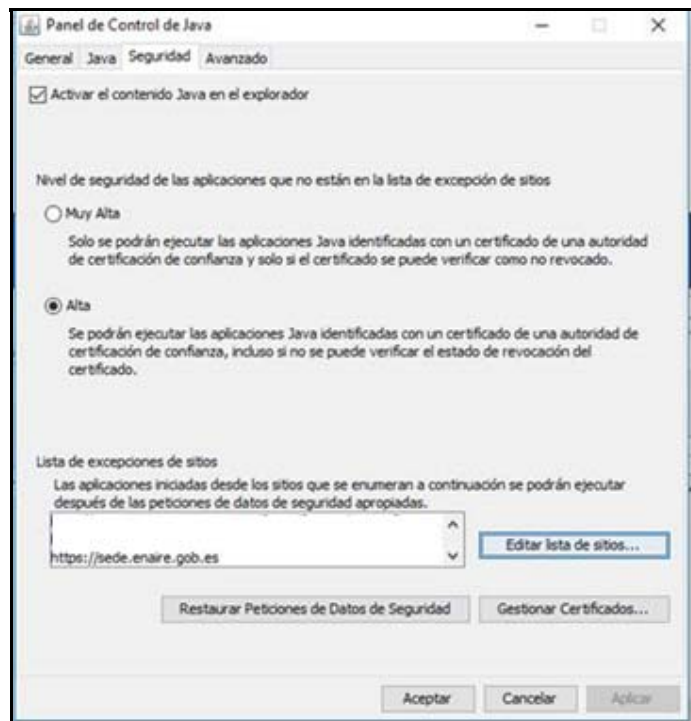 Panel de Control de Java
General Java Seguridad Avanzado
Activar el contenido Java en el explorador
Nivel de seguridad de las aplicaciones que no están en la lista de excepción de sitios
Muy Alta
Solo se podrán ejecutar las aplicaciones Java identificadas con un certificado de una autoridad
de certificación de confianza y solo si el certificado se puede verificar como no revocado.
Alta
Se podrán ejecutar las aplicaciones Java identificadas con un certificado de una autoridad de
certificación de confianza, incluso si no se puede verificar el estado de revocación del
certificado.
Lista de excepciones de sitios
Las aplicaciones iniciadas desde los sitios que se enumeran a continuación se podrán ejecutar
después de las peticiones de datos de seguridad apropiadas.
https://sede.enaire.gob.es
Editar lista de sitios...
Restaurar Peticiones de Datos de Seguridad Gestionar Certificados...
Aceptar Cancelar Aplicar